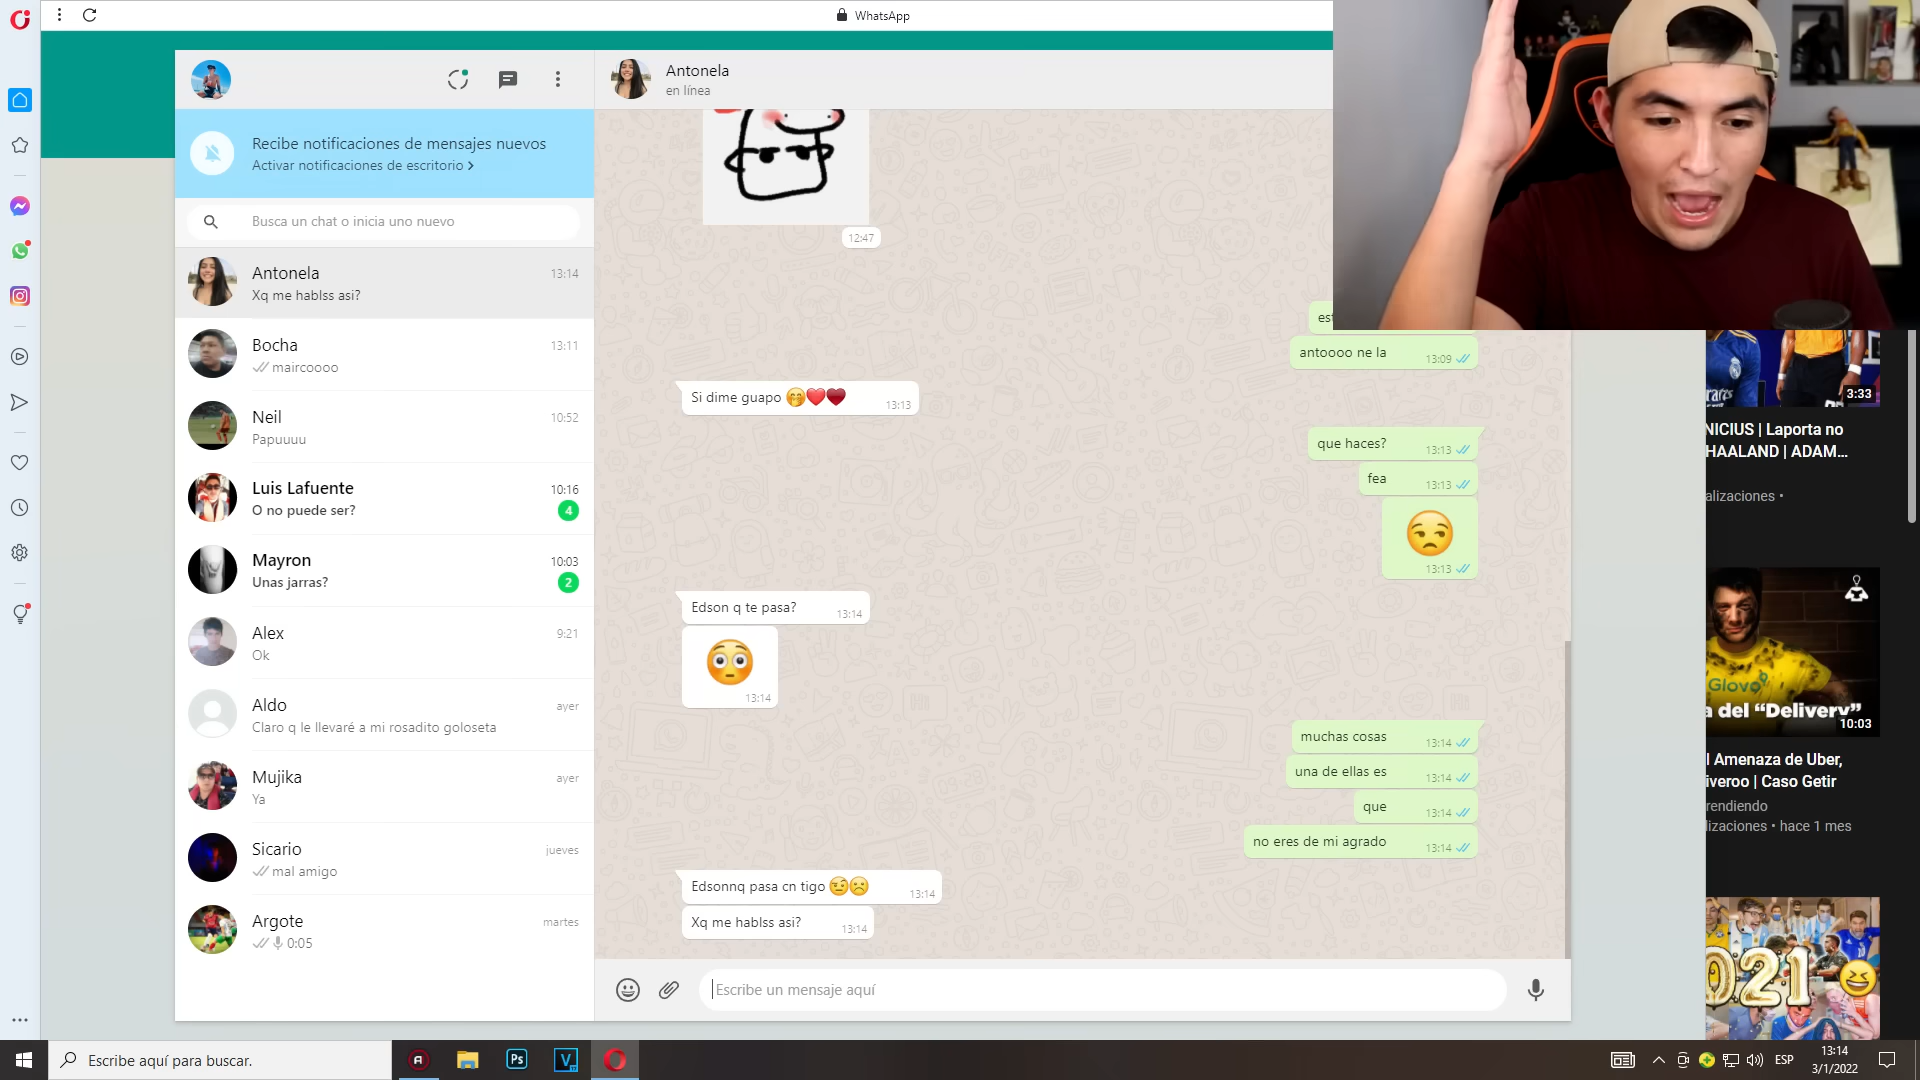 WhatsApp
Antonela
en línea
Recibe notificaciones de mensajes nuevos
Activar notificaciones de escritorio >
Busca un chat o inicia uno nuevo
Antonela
13:14
Xq me hablss asi?
Bocha
13:11
maircoooo
Neil
10:52
Papuuuu
Luis Lafuente
10:16
O no puede ser?
4
Mayron
10:03
Unas jarras?
2
Alex
9:21
Ok
Aldo
ayer
Claro q le llevaré a mi rosadito goloseta
Mujika
ayer
Ya
Sicario
jueves
mal amigo
Argote
martes
0:05
12:47
est
antoooo ne la 13:09
Si dime guapo 🤭❤️♥️ 13:13
que haces? 13:13
fea 13:13
😒
13:13
Edson q te pasa? 13:14
😳
13:14
muchas cosas 13:14
una de ellas es 13:14
que 13:14
no eres de mi agrado 13:14
Edsonnq pasa cn tigo 🤨☹️ 13:14
Xq me hablss asi? 13:14
Escribe un mensaje aquí
3:33
NICIUS | Laporta no
HAALAND | ADAM...
alizaciones •
Glovo
a del “Delivery”
10:03
l Amenaza de Uber,
iveroo | Caso Getir
rendiendo
lizaciones • hace 1 mes
021
Escribe aquí para buscar.
Ps
V
ESP
13:14
3/1/2022